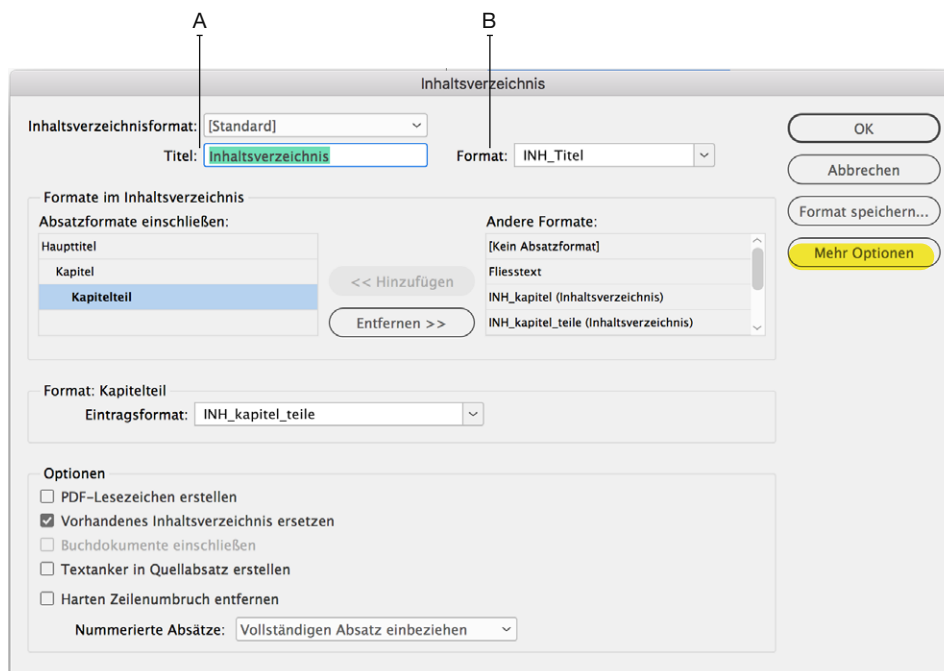 A B
Inhaltsverzeichnis
Inhaltsverzeichnisformat: [Standard]
OK
Titel: Inhaltsverzeichnis Format: INH_Titel
Abbrechen
Formate im Inhaltsverzeichnis
Format speichern...
Absatzformate einschließen: Andere Formate:
Haupttitel [Kein Absatzformat]
Mehr Optionen
Kapitel Fliesstext
<< Hinzufügen
Kapitelteil INH_kapitel (Inhaltsverzeichnis)
Entfernen >> INH_kapitel_teile (Inhaltsverzeichnis)
Format: Kapitelteil
Eintragsformat: INH_kapitel_teile
Optionen
PDF-Lesezeichen erstellen
Vorhandenes Inhaltsverzeichnis ersetzen
Buchdokumente einschließen
Textanker in Quellabsatz erstellen
Harten Zeilenumbruch entfernen
Nummerierte Absätze: Vollständigen Absatz einbeziehen